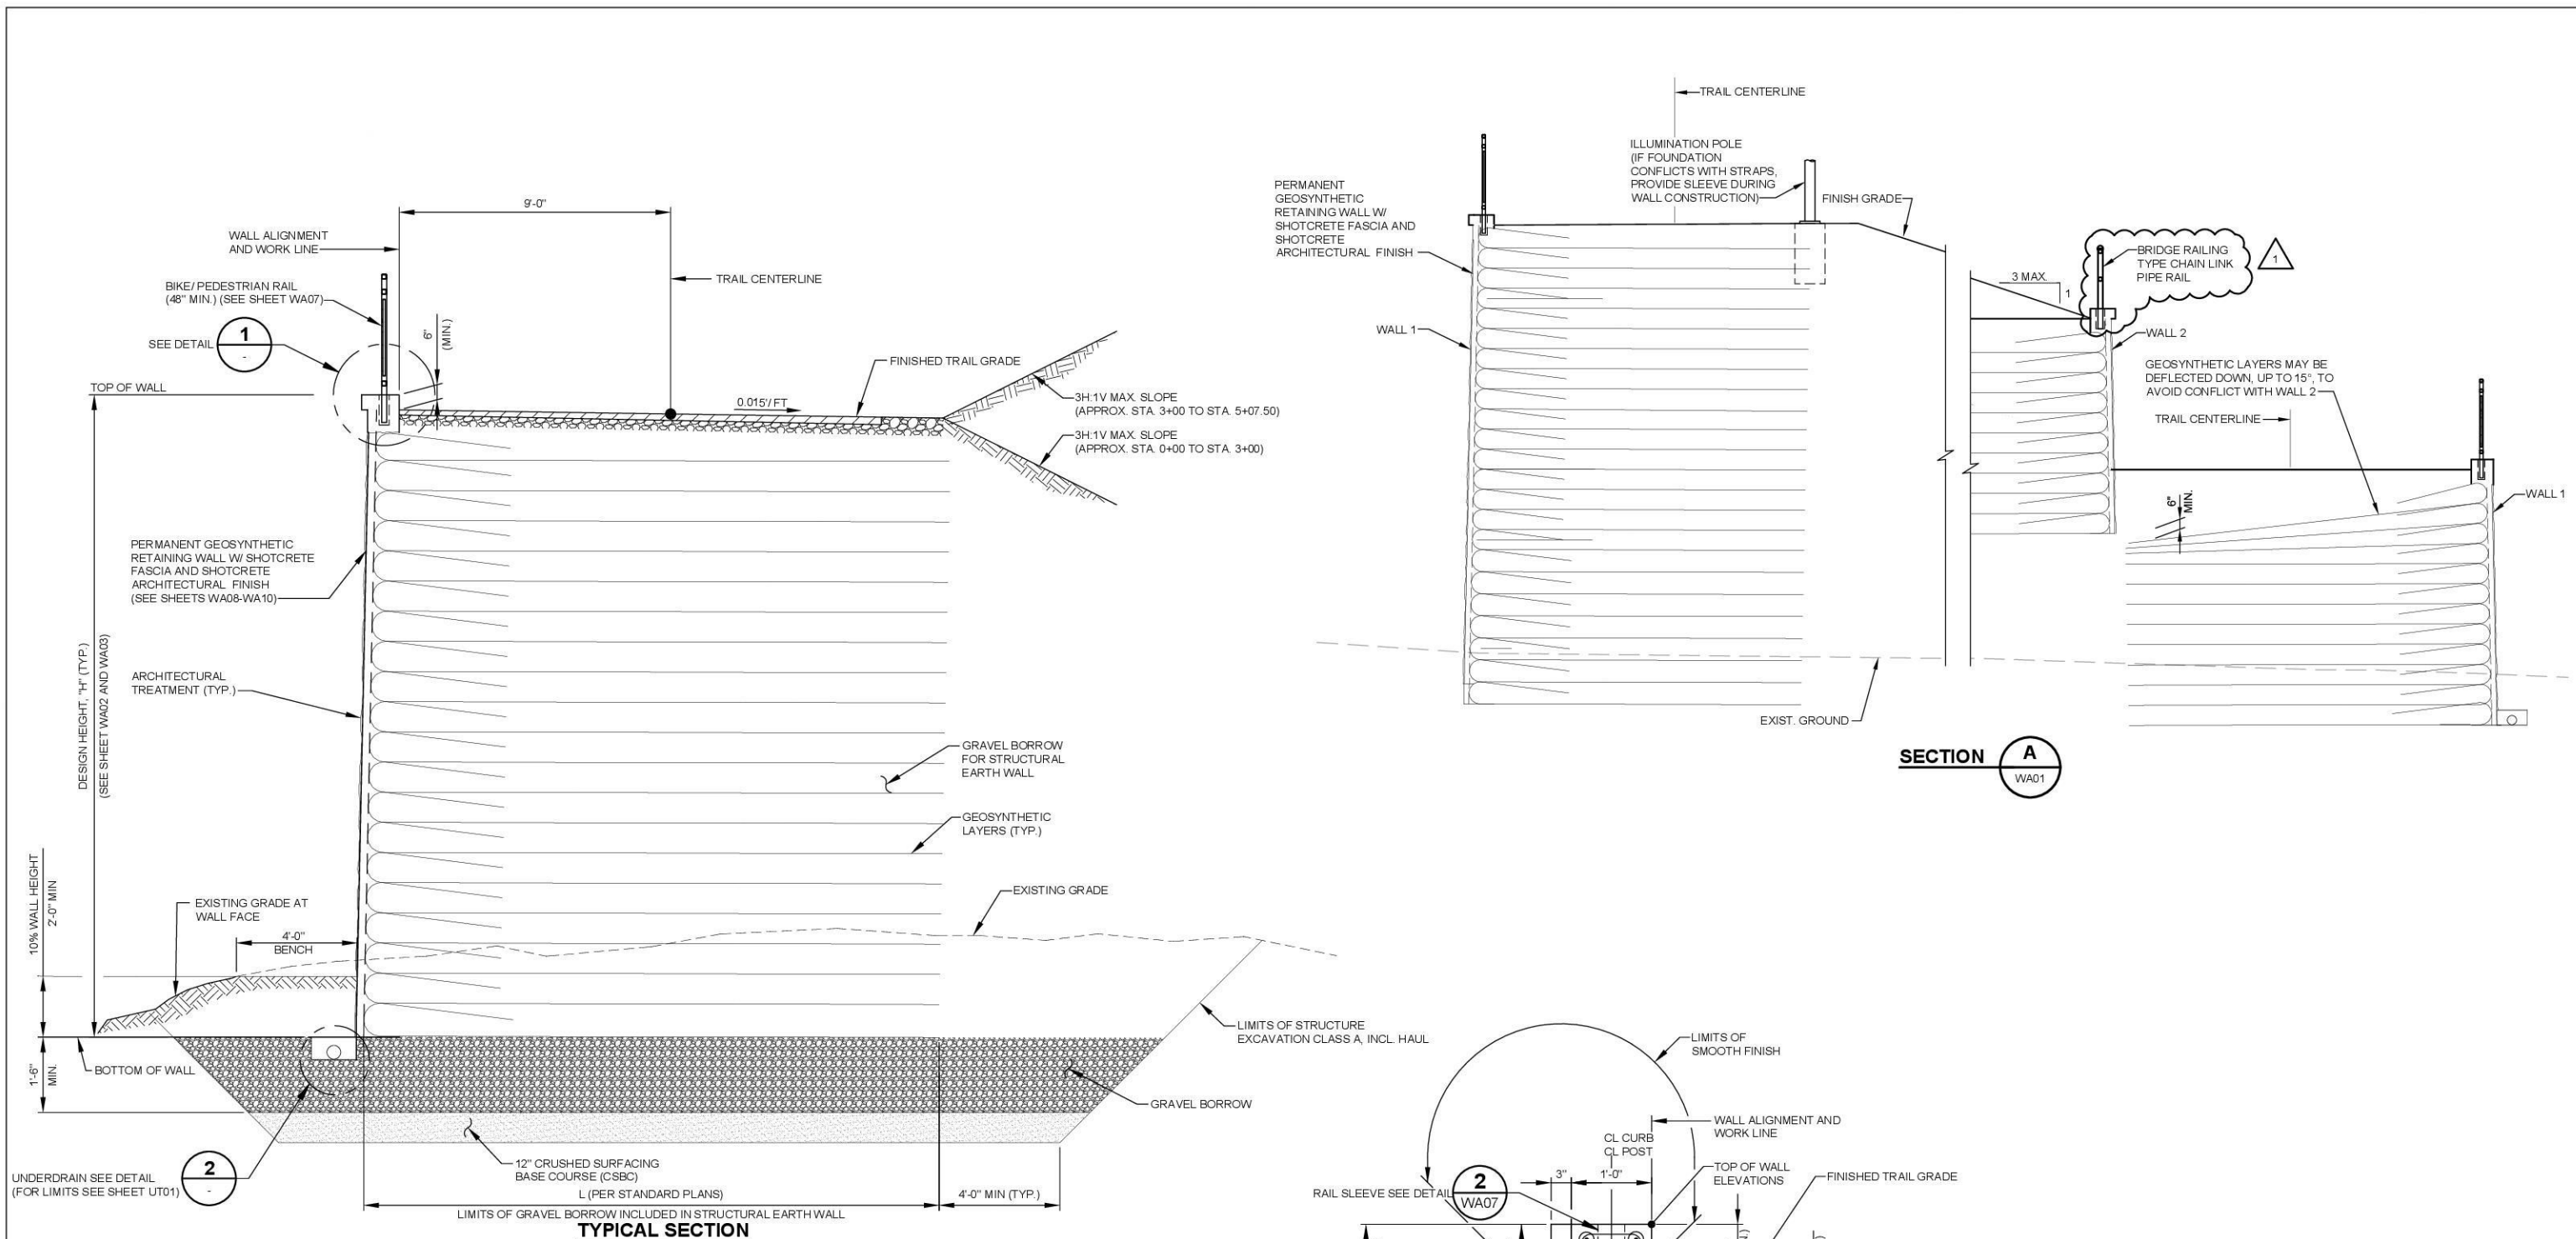 9'-0"
WALL ALIGNMENT
AND WORK LINE
TRAIL CENTERLINE
BIKE/ PEDESTRIAN RAIL
(48" MIN.) (SEE SHEET WA07)
6"
(MIN.)
SEE DETAIL
1
-
FINISHED TRAIL GRADE
TOP OF WALL
0.015'/ FT
3H:1V MAX. SLOPE
(APPROX. STA. 3+00 TO STA. 5+07.50)
3H:1V MAX. SLOPE
(APPROX. STA. 0+00 TO STA. 3+00)
PERMANENT GEOSYNTHETIC
RETAINING WALL W/ SHOTCRETE
FASCIA AND SHOTCRETE
ARCHITECTURAL FINISH
(SEE SHEETS WA08-WA10)
DESIGN HEIGHT, "H" (TYP.)
(SEE SHEET WA02 AND WA03)
ARCHITECTURAL
TREATMENT (TYP.)
GRAVEL BORROW
FOR STRUCTURAL
EARTH WALL
GEOSYNTHETIC
LAYERS (TYP.)
10% WALL HEIGHT
2'-0" MIN
EXISTING GRADE AT
WALL FACE
4'-0"
BENCH
EXISTING GRADE
LIMITS OF STRUCTURE
EXCAVATION CLASS A, INCL. HAUL
1'-6"
MIN.
BOTTOM OF WALL
GRAVEL BORROW
UNDERDRAIN SEE DETAIL
(FOR LIMITS SEE SHEET UT01)
2
-
12" CRUSHED SURFACING
BASE COURSE (CSBC)
L (PER STANDARD PLANS)
4'-0" MIN (TYP.)
LIMITS OF GRAVEL BORROW INCLUDED IN STRUCTURAL EARTH WALL
TYPICAL SECTION
TRAIL CENTERLINE
ILLUMINATION POLE
(IF FOUNDATION
CONFLICTS WITH STRAPS,
PROVIDE SLEEVE DURING
WALL CONSTRUCTION)
PERMANENT
GEOSYNTHETIC
RETAINING WALL W/
SHOTCRETE FASCIA AND
SHOTCRETE
ARCHITECTURAL FINISH
FINISH GRADE
BRIDGE RAILING
TYPE CHAIN LINK
PIPE RAIL
1
3 MAX.
1
WALL 1
WALL 2
GEOSYNTHETIC LAYERS MAY BE
DEFLECTED DOWN, UP TO 15°, TO
AVOID CONFLICT WITH WALL 2
TRAIL CENTERLINE
6"
MIN.
WALL 1
EXIST. GROUND
SECTION
A
WA01
LIMITS OF
SMOOTH FINISH
WALL ALIGNMENT AND
WORK LINE
CL CURB
CL POST
3"
1'-0"
TOP OF WALL
ELEVATIONS
FINISHED TRAIL GRADE
RAIL SLEEVE SEE DETAIL
2
WA07